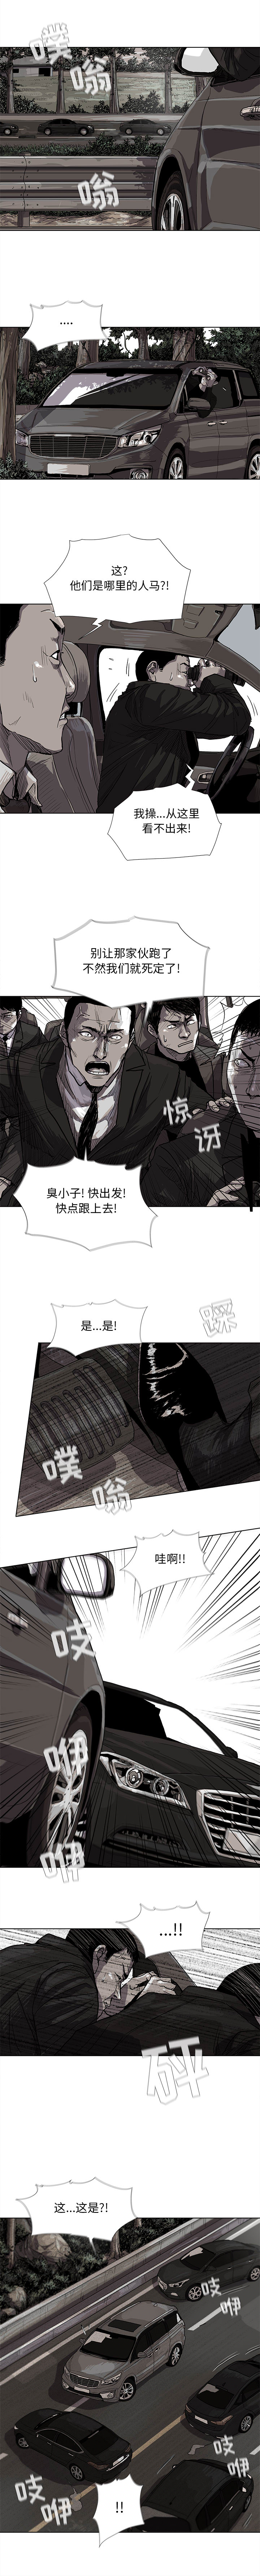 噗
嗡
嗡
....
这?
他们是哪里的人马?!
我操...从这里
看不出来!
别让那家伙跑了
不然我们就死定了!
惊
讶
臭小子! 快出发!
快点跟上去!
是...是!
踩
噗
嗡
哇啊!!
吱
咿
咿
...!!
砰
这...这是?!
吱
咿
吱
咿
吱
咿
!!